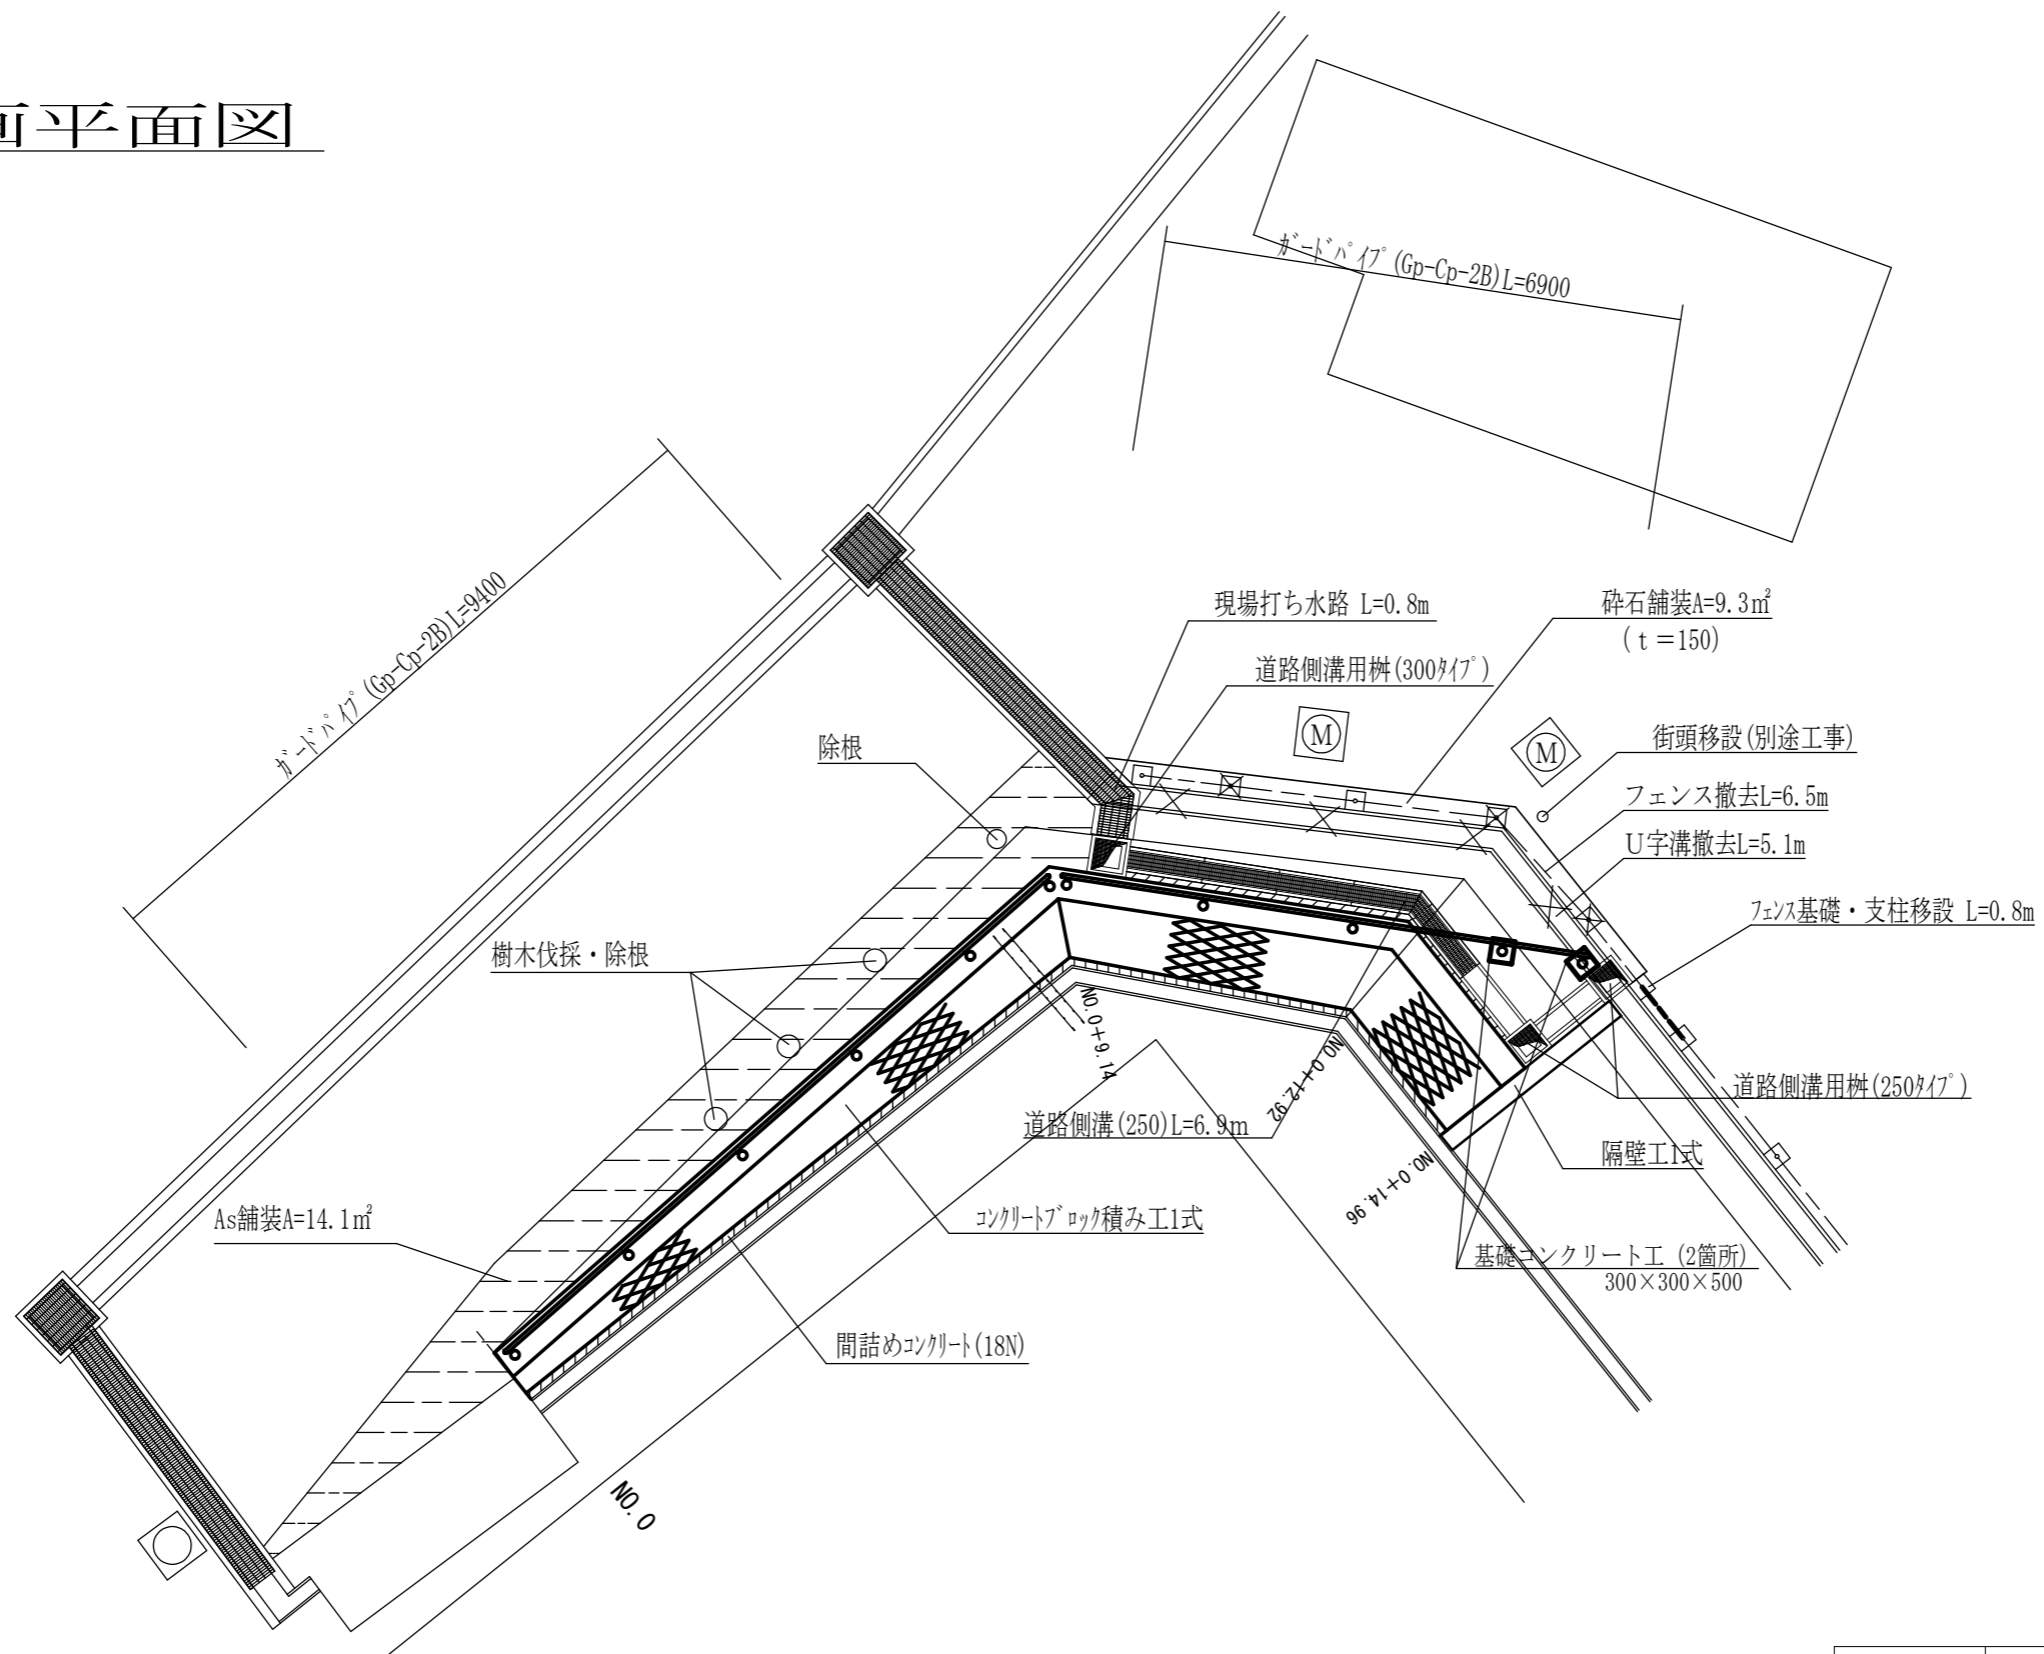 平面図
ｶﾞｰﾄﾞﾊﾟｲﾌﾟ(Gp-Cp-2B)L=6900
ｶﾞｰﾄﾞﾊﾟｲﾌﾟ(Gp-Cp-2B)L=9400
現場打ち水路 L=0.8m
砕石舗装A=9.3㎡
(ｔ=150)
道路側溝用桝(300ﾀｲﾌﾟ)
M
M
除根
街頭移設(別途工事)
フェンス撤去L=6.5m
U字溝撤去L=5.1m
ﾌｪﾝｽ基礎・支柱移設 L=0.8m
樹木伐採・除根
NO.0+9.14
NO.0+12.92
道路側溝用桝(250ﾀｲﾌﾟ)
道路側溝(250)L=6.9m
隔壁工1式
NO.0+14.96
As舗装A=14.1㎡
ｺﾝｸﾘｰﾄﾌﾞﾛｯｸ積み工1式
基礎コンクリート工 (2箇所)
300×300×500
間詰めｺﾝｸﾘｰﾄ(18N)
NO.0